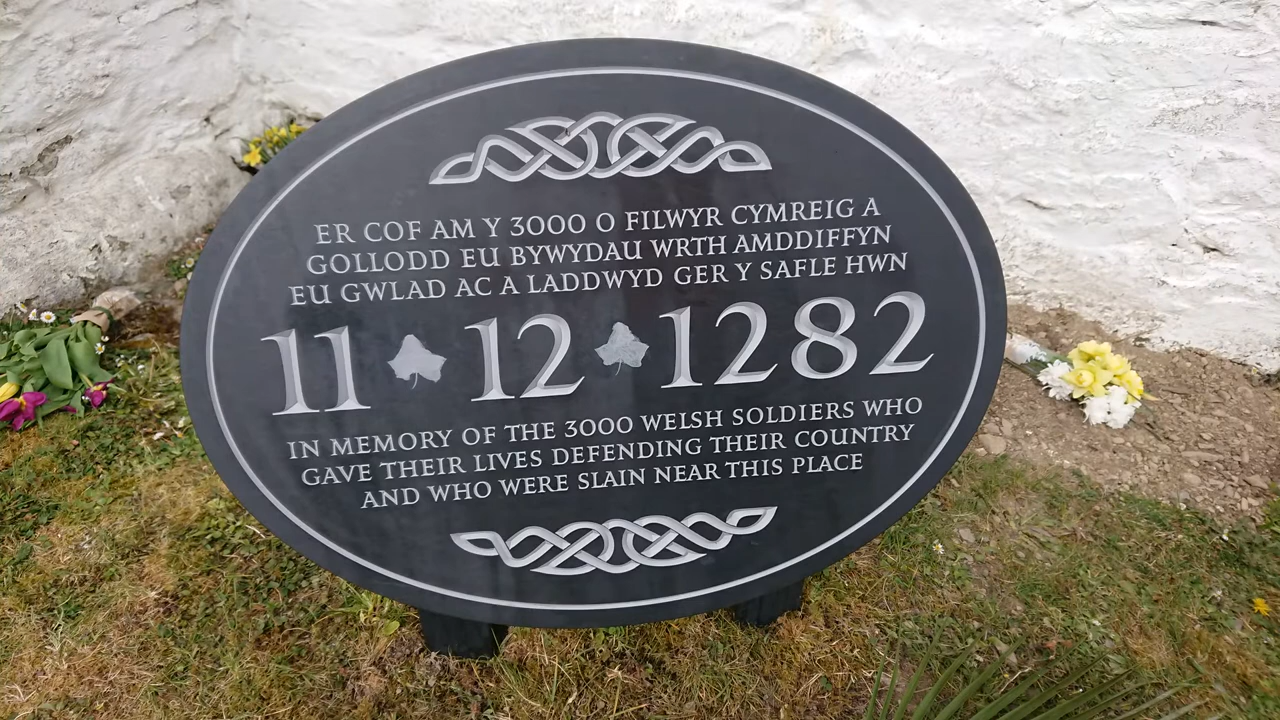 ER COF AM Y 3000 O FILWYR CYMREIG A
GOLLODD EU BYWYDAU WRTH AMDDIFFYN
EU GWLAD AC A LADDWYD GER Y SAFLE HWN
11 12 1282
IN MEMORY OF THE 3000 WELSH SOLDIERS WHO
GAVE THEIR LIVES DEFENDING THEIR COUNTRY
AND WHO WERE SLAIN NEAR THIS PLACE